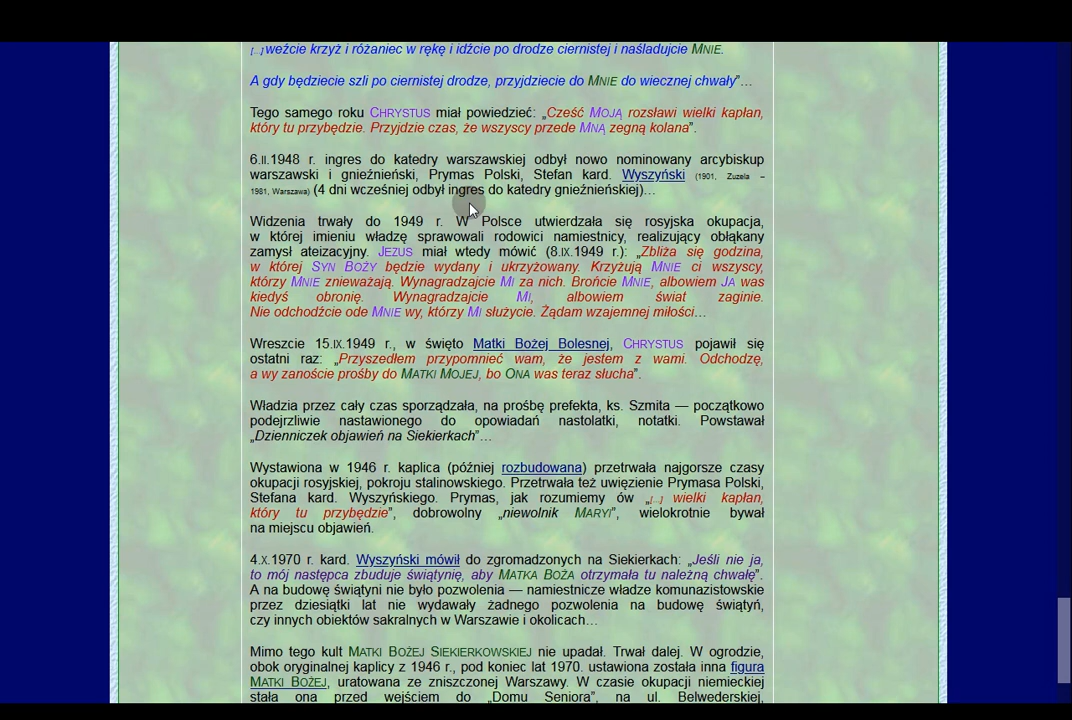 […] weźcie krzyż i różaniec w rękę i idźcie po drodze ciernistej i naśladujcie MNIE.
A gdy będziecie szli po ciernistej drodze, przyjdziecie do MNIE do wiecznej chwały”…
Tego samego roku CHRYSTUS miał powiedzieć: „Cześć MOJĄ rozsławi wielki kapłan,
który tu przybędzie. Przyjdzie czas, że wszyscy przede MNĄ zegną kolana”.
6.II.1948 r. ingres do katedry warszawskiej odbył nowo nominowany arcybiskup
warszawski i gnieźnieński, Prymas Polski, Stefan kard. Wyszyński (1901, Zuzela –
1981, Warszawa) (4 dni wcześniej odbył ingres do katedry gnieźnieńskiej)…
Widzenia trwały do 1949 r. W Polsce utwierdzała się rosyjska okupacja,
w której imieniu władzę sprawowali rodowici namiestnicy, realizujący obłąkany
zamysł ateizacyjny. JEZUS miał wtedy mówić (8.IX.1949 r.): „Zbliża się godzina,
w której SYN BOŻY będzie wydany i ukrzyżowany. Krzyżują MNIE ci wszyscy,
którzy MNIE znieważają. Wynagradzajcie MI za nich. Brońcie MNIE, albowiem JA was
kiedyś obronię. Wynagradzajcie MI, albowiem świat zaginie.
Nie odchodźcie ode MNIE wy, którzy MI służycie. Żądam wzajemnej miłości…
Wreszcie 15.IX.1949 r., w święto Matki Bożej Bolesnej, CHRYSTUS pojawił się
ostatni raz: „Przyszedłem przypomnieć wam, że jestem z wami. Odchodzę,
a wy zanoście prośby do MATKI MOJEJ, bo ONA was teraz słucha”.
Władzia przez cały czas sporządzała, na prośbę prefekta, ks. Szmita — początkowo
podejrzliwie nastawionego do opowiadań nastolatki, notatki. Powstawał
„Dzienniczek objawień na Siekierkach”…
Wystawiona w 1946 r. kaplica (później rozbudowana) przetrwała najgorsze czasy
okupacji rosyjskiej, pokroju stalinowskiego. Przetrwała też uwięzienie Prymasa Polski,
Stefana kard. Wyszyńskiego. Prymas, jak rozumiemy ów „[…] wielki kapłan,
który tu przybędzie”, dobrowolny „niewolnik MARYI”, wielokrotnie bywał
na miejscu objawień.
4.X.1970 r. kard. Wyszyński mówił do zgromadzonych na Siekierkach: „Jeśli nie ja,
to mój następca zbuduje świątynię, aby MATKA BOŻA otrzymała tu należną chwałę”.
A na budowę świątyni nie było pozwolenia — namiestnicze władze komunazistowskie
przez dziesiątki lat nie wydawały żadnego pozwolenia na budowę świątyń,
czy innych obiektów sakralnych w Warszawie i okolicach…
Mimo tego kult MATKI BOŻEJ SIEKIERKOWSKIEJ nie upadał. Trwał dalej. W ogrodzie,
obok oryginalnej kaplicy z 1946 r., pod koniec lat 1970. ustawiona została inna figura
MATKI BOŻEJ, uratowana ze zniszczonej Warszawy. W czasie okupacji niemieckiej
stała ona przed wejściem do „Domu Seniora”, na ul. Belwederskiej,